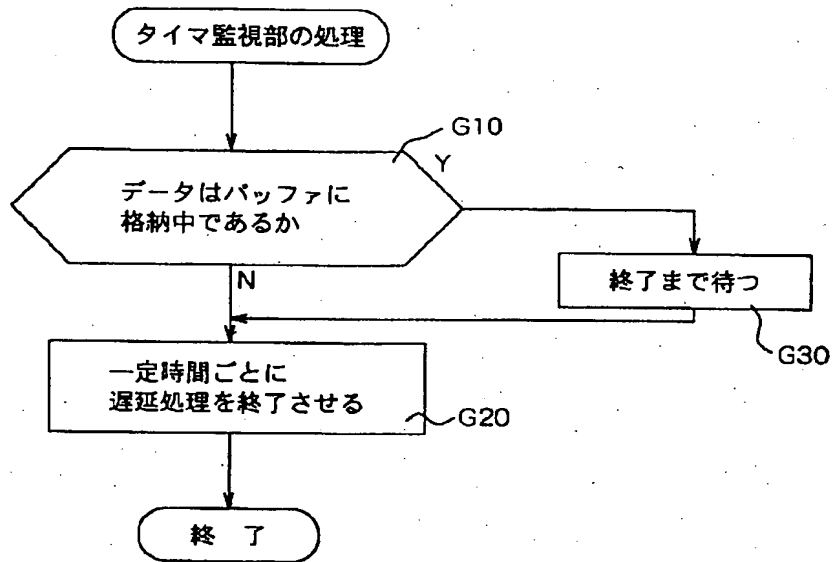 タイマ監視部の処理
G10
Y
データはバッファに
格納中であるか
N
終了まで待つ
G30
一定時間ごとに
遅延処理を終了させる
G20
終 了